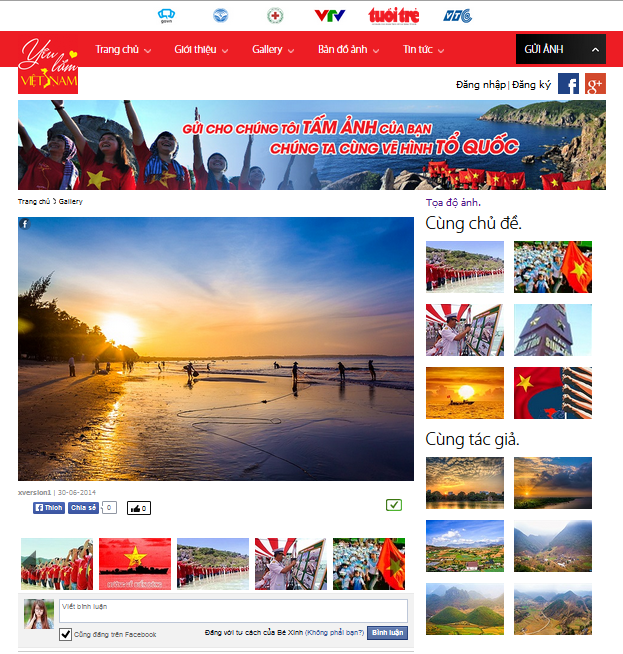 gosvn
VTV
tuổi trẻ
VTC
Yêu lắm
VIỆT NAM
Trang chủ
Giới thiệu
Gallery
Bản đồ ảnh
Tin tức
GỬI ẢNH
Đăng nhập | Đăng ký
GỬI CHO CHÚNG TÔI TẤM ẢNH CỦA BẠN
CHÚNG TA CÙNG VẼ HÌNH TỔ QUỐC
Trang chủ > Gallery
Tọa độ ảnh.
Cùng chủ đề.
Cùng tác giả.
xversion1 | 30-06-2014
Thích
Chia sẻ
0
0
Viết bình luận
Cũng đăng trên Facebook
Đăng với tư cách của Bé Xinh (Không phải bạn?)
Bình luận